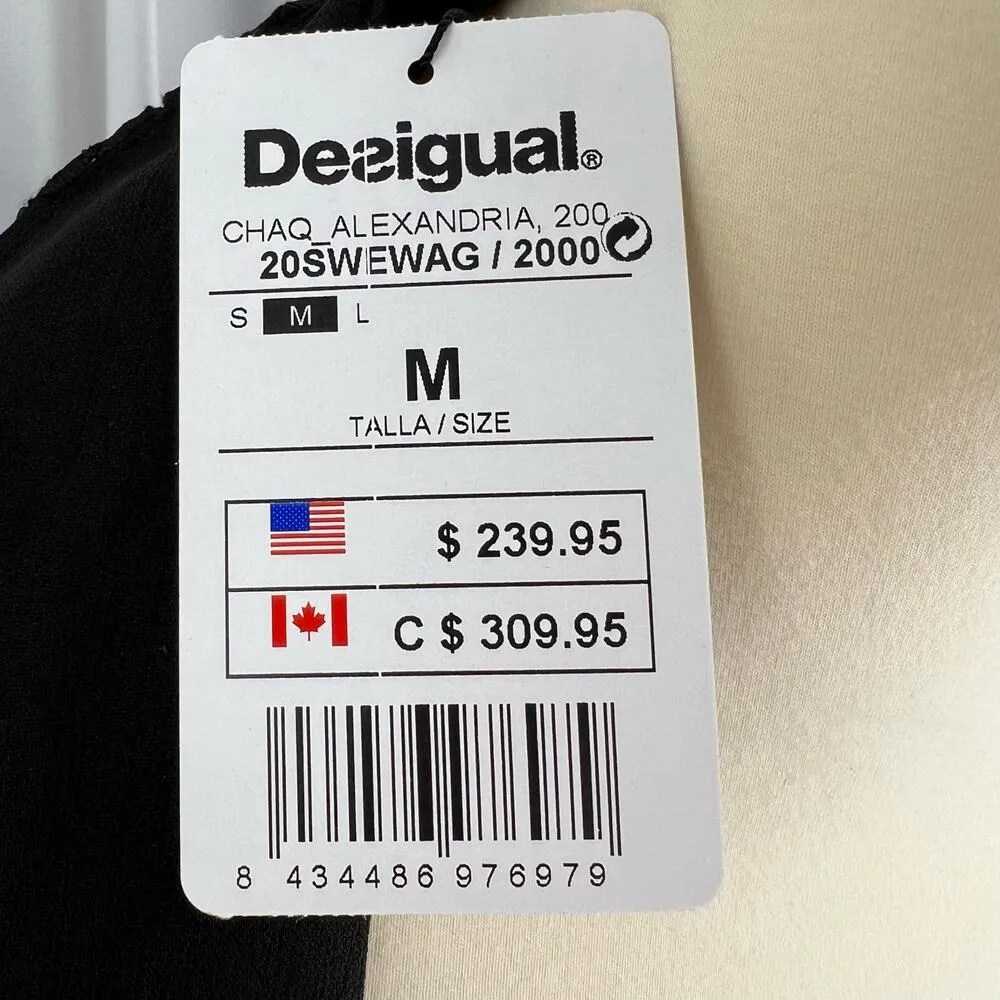 Desigual®
CHAQ_ALEXANDRIA, 200
20SWEWAG / 2000
S M L
M
TALLA / SIZE
$ 239.95
C $ 309.95
8 434486 976979